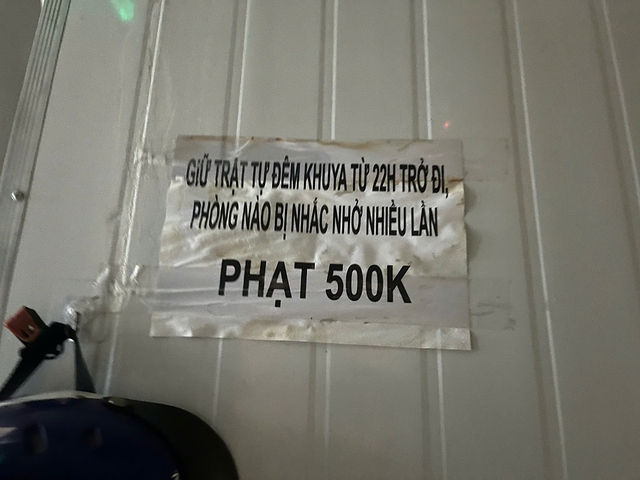 GIỮ TRẬT TỰ ĐÊM KHUYA TỪ 22H TRỞ ĐI,
PHÒNG NÀO BỊ NHẮC NHỞ NHIỀU LẦN
PHẠT 500K